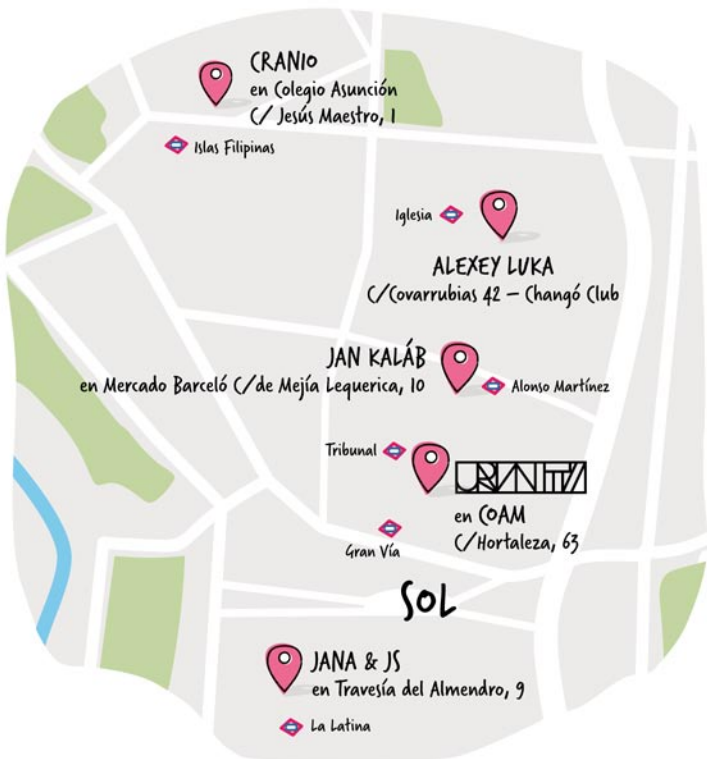 CRANIO
en Colegio Asunción
C/ Jesús Maestro, 1
Islas Filipinas
Iglesia
ALEXEY LUKA
C/Covarrubias 42 – Changó Club
JAN KALÁB
en Mercado Barceló C/de Mejía Lequerica, 10
Alonso Martínez
Tribunal
URVANITY
en COAM
C/Hortaleza, 63
Gran Vía
SOL
JANA & JS
en Travesía del Almendro, 9
La Latina